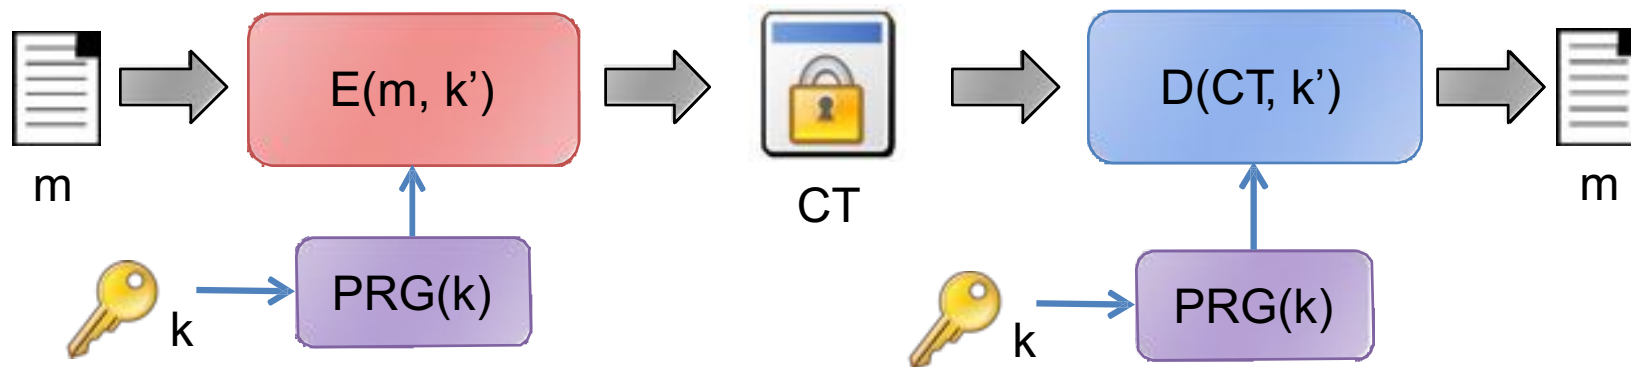 E(m, k’)
D(CT, k’)
m
CT
m
PRG(k)
k
PRG(k)
k